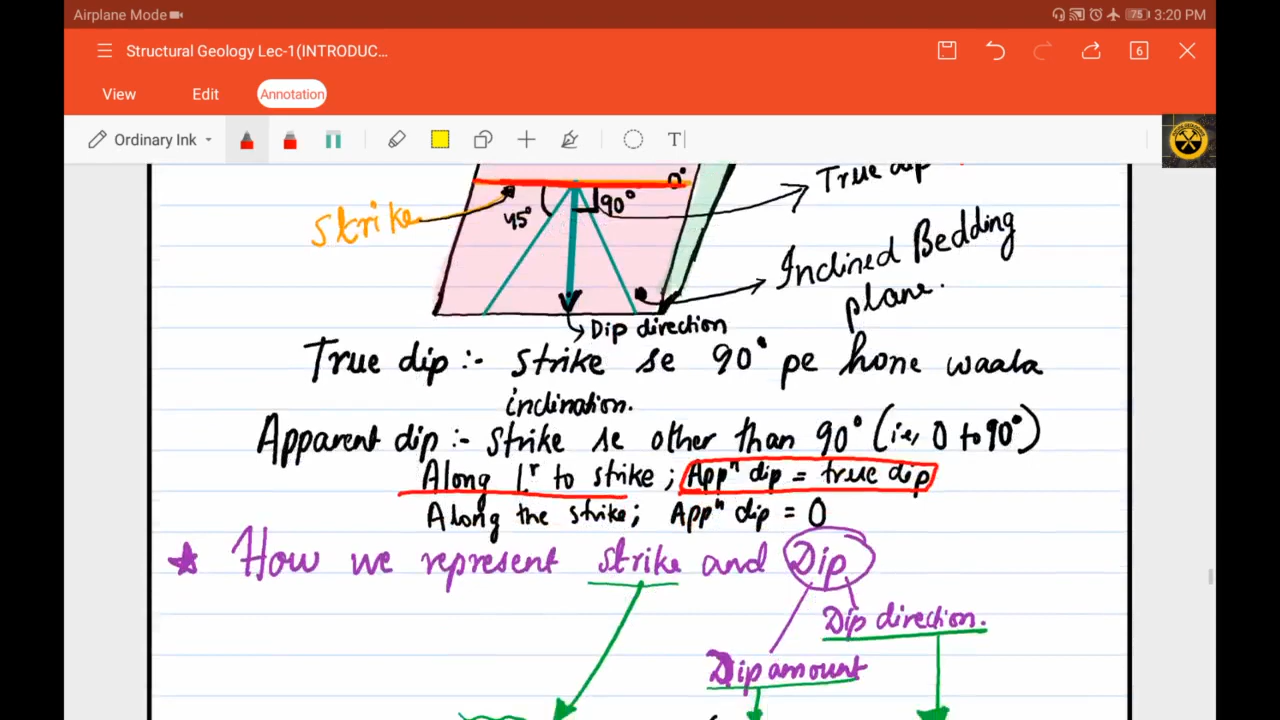 Airplane Mode 75 3:20 PM
Structural Geology Lec-1(INTRODUC... 6
View Edit Annotation
Ordinary Ink T
0°
True dip
Strike 45° 90°
Inclined Bedding
plane.
Dip direction
True dip :- Strike se 90° pe hone waala
inclination.
Apparent dip :- Strike se other than 90° (i.e, 0 to 90°)
Along ⊥r to strike ; Appn dip = true dip
Along the strike; Appn dip = 0
★ How we represent strike and Dip
Dip direction.
Dip amount